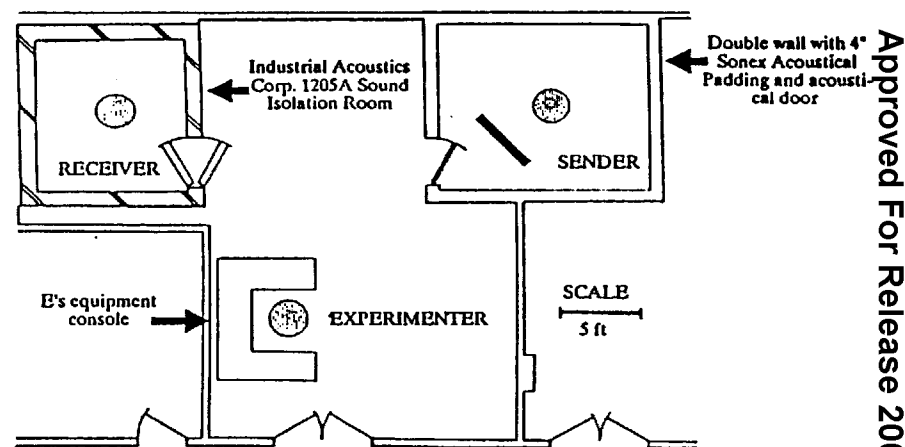 Industrial Acoustics
Corp. 1205A Sound
Isolation Room
Double wall with 4"
Sonex Acoustical
Padding and acousti-
cal door
RECEIVER
SENDER
E's equipment
console
EXPERIMENTER
SCALE
5 ft
Approved For Release